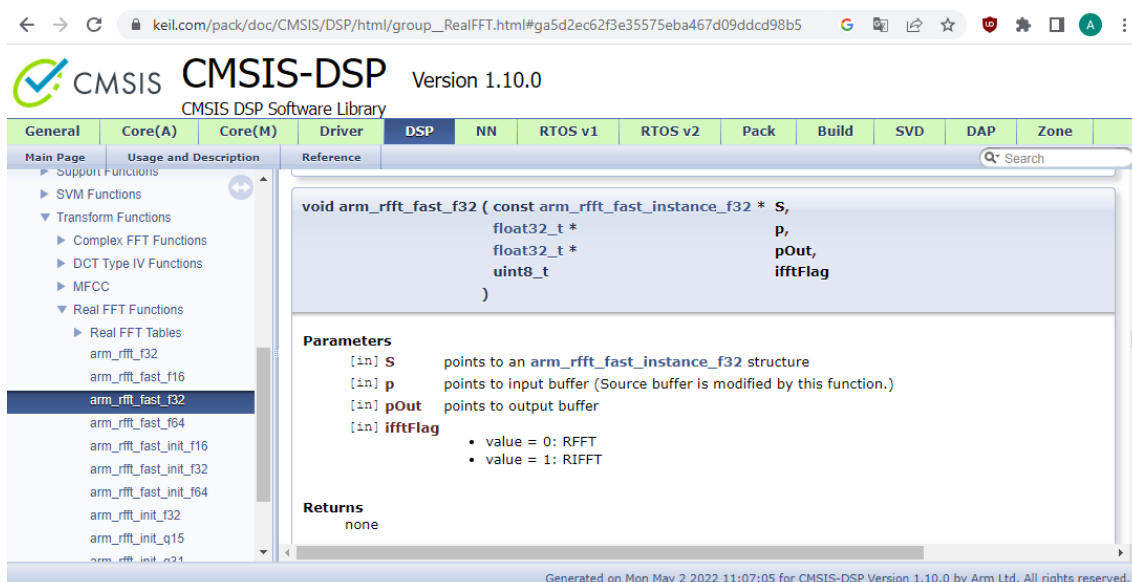 keil.com/pack/doc/CMSIS/DSP/html/group__RealFFT.html#ga5d2ec62f3e35575eba467d09ddcd98b5
A
CMSIS
CMSIS-DSP Version 1.10.0
CMSIS DSP Software Library
General Core(A) Core(M) Driver DSP NN RTOS v1 RTOS v2 Pack Build SVD DAP Zone
Main Page Usage and Description Reference
Search
Support Functions
SVM Functions
Transform Functions
Complex FFT Functions
DCT Type IV Functions
MFCC
Real FFT Functions
Real FFT Tables
arm_rfft_f32
arm_rfft_fast_f16
arm_rfft_fast_f32
arm_rfft_fast_f64
arm_rfft_fast_init_f16
arm_rfft_fast_init_f32
arm_rfft_fast_init_f64
arm_rfft_init_f32
arm_rfft_init_q15
arm_rfft_init_q31
void arm_rfft_fast_f32 ( const arm_rfft_fast_instance_f32 * S,
float32_t * p,
float32_t * pOut,
uint8_t ifftFlag
)
Parameters
[in] S points to an arm_rfft_fast_instance_f32 structure
[in] p points to input buffer (Source buffer is modified by this function.)
[in] pOut points to output buffer
[in] ifftFlag
• value = 0: RFFT
• value = 1: RIFFT
Returns
none
Generated on Mon May 2 2022 11:07:05 for CMSIS-DSP Version 1.10.0 by Arm Ltd. All rights reserved